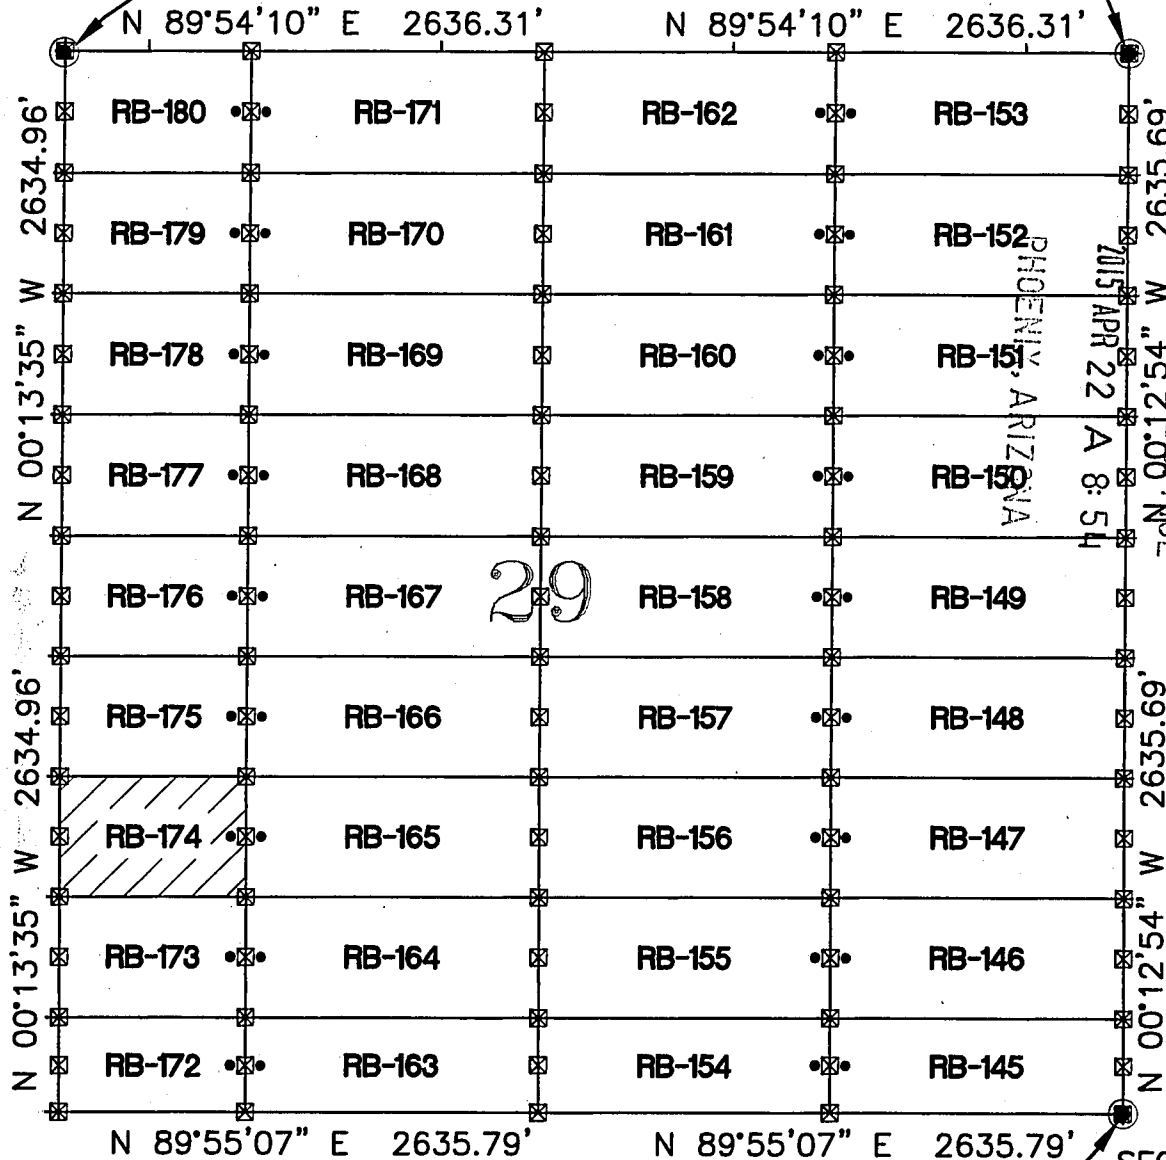 N 89°54'10" E 2636.31' N 89°54'10" E 2636.31'
RB-180 RB-171 RB-162 RB-153
RB-179 RB-170 RB-161 RB-152
RB-178 RB-169 RB-160 RB-151
RB-177 RB-168 RB-159 RB-150
RB-176 RB-167 29 RB-158 RB-149
RB-175 RB-166 RB-157 RB-148
RB-174 RB-165 RB-156 RB-147
RB-173 RB-164 RB-155 RB-146
RB-172 RB-163 RB-154 RB-145
N 89°55'07" E 2635.79' N 89°55'07" E 2635.79'
N 00°13'35" W 2634.96'
N 00°13'35" W 2634.96'
N 00°12'54" W 2635.69'
N 00°12'54" W 2635.69'
2015 APR 22 A 8:54
PHOENIX, ARIZONA